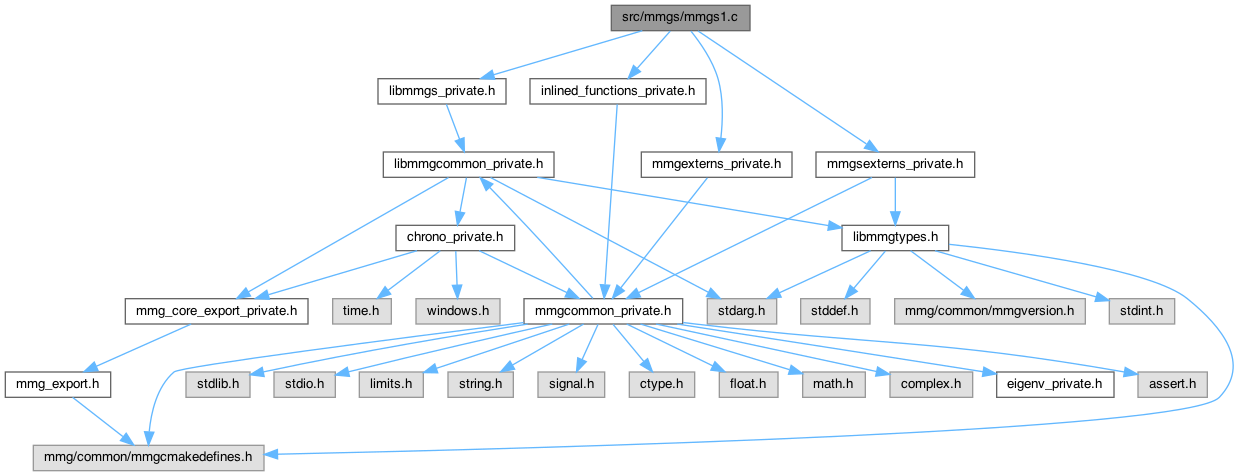 src/mmgs/mmgs1.c
libmmgs_private.h
inlined_functions_private.h
libmmgcommon_private.h
mmgexterns_private.h
mmgsexterns_private.h
chrono_private.h
libmmgtypes.h
mmg_core_export_private.h
time.h
windows.h
mmgcommon_private.h
stdarg.h
stddef.h
mmg/common/mmgversion.h
stdint.h
mmg_export.h
stdlib.h
stdio.h
limits.h
string.h
signal.h
ctype.h
float.h
math.h
complex.h
eigenv_private.h
assert.h
mmg/common/mmgcmakedefines.h